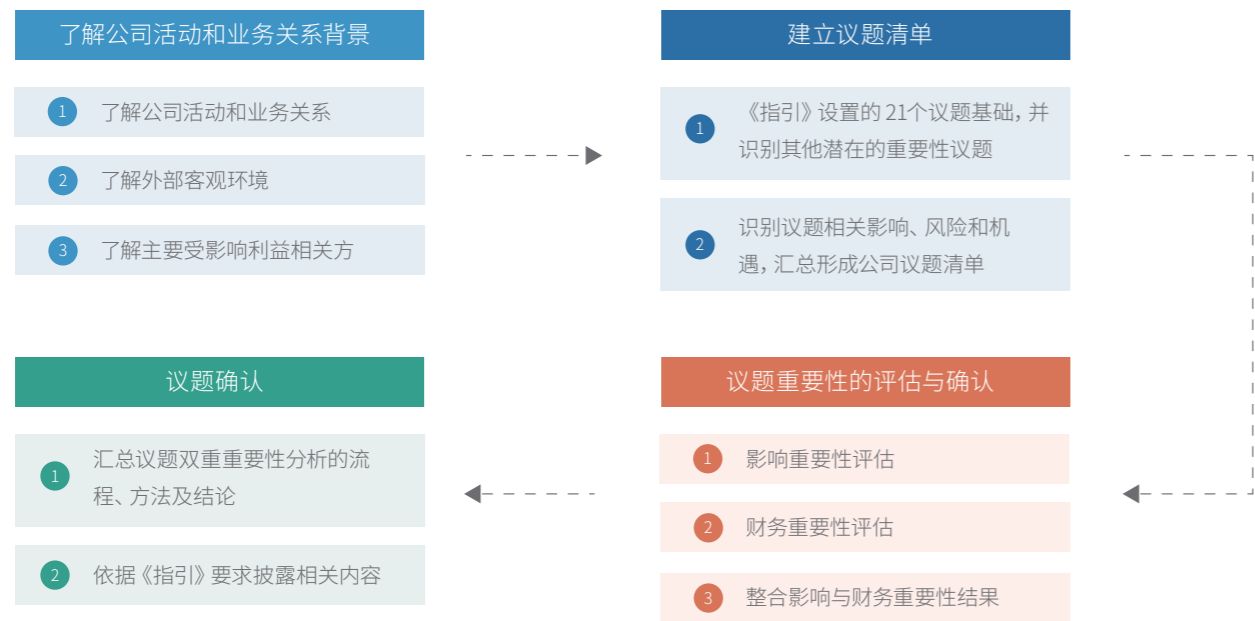 了解公司活动和业务关系背景
1 了解公司活动和业务关系
2 了解外部客观环境
3 了解主要受影响利益相关方
建立议题清单
1 《指引》设置的 21个议题基础，并
识别其他潜在的重要性议题
2 识别议题相关影响、风险和机
遇，汇总形成公司议题清单
议题重要性的评估与确认
1 影响重要性评估
2 财务重要性评估
3 整合影响与财务重要性结果
议题确认
1 汇总议题双重重要性分析的流
程、方法及结论
2 依据《指引》要求披露相关内容